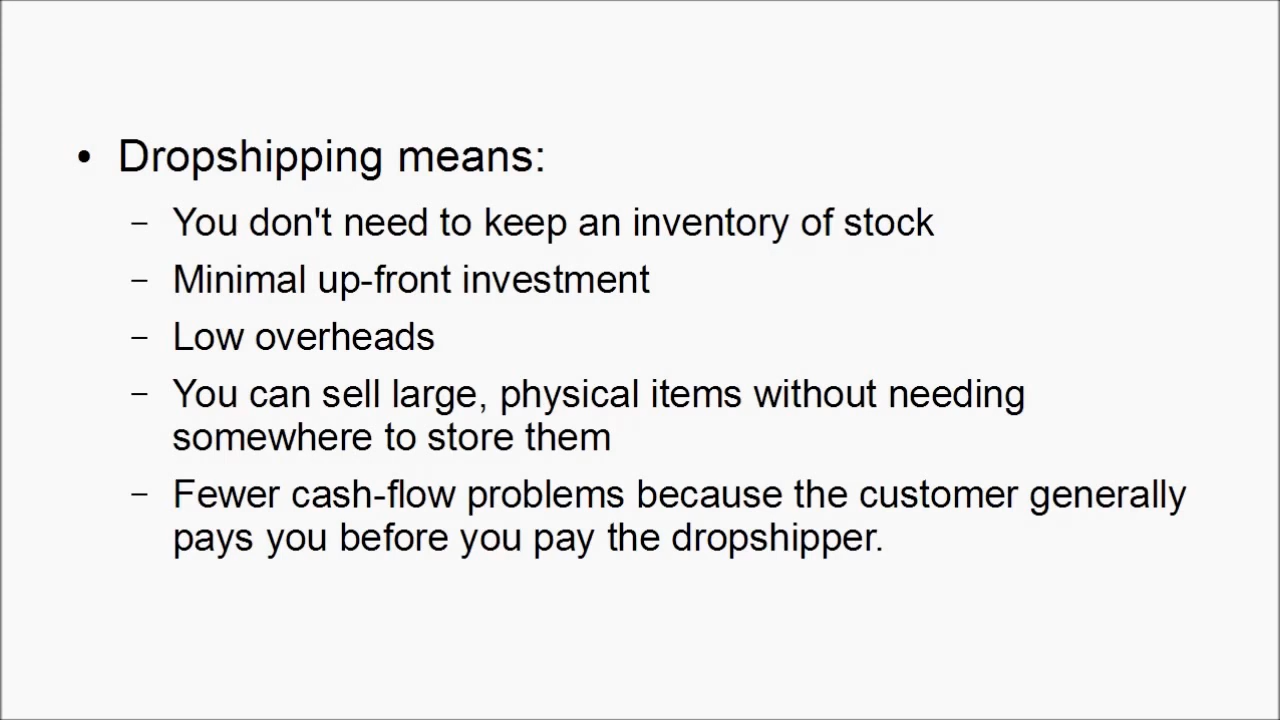 • Dropshipping means:
– You don't need to keep an inventory of stock
– Minimal up-front investment
– Low overheads
– You can sell large, physical items without needing
somewhere to store them
– Fewer cash-flow problems because the customer generally
pays you before you pay the dropshipper.